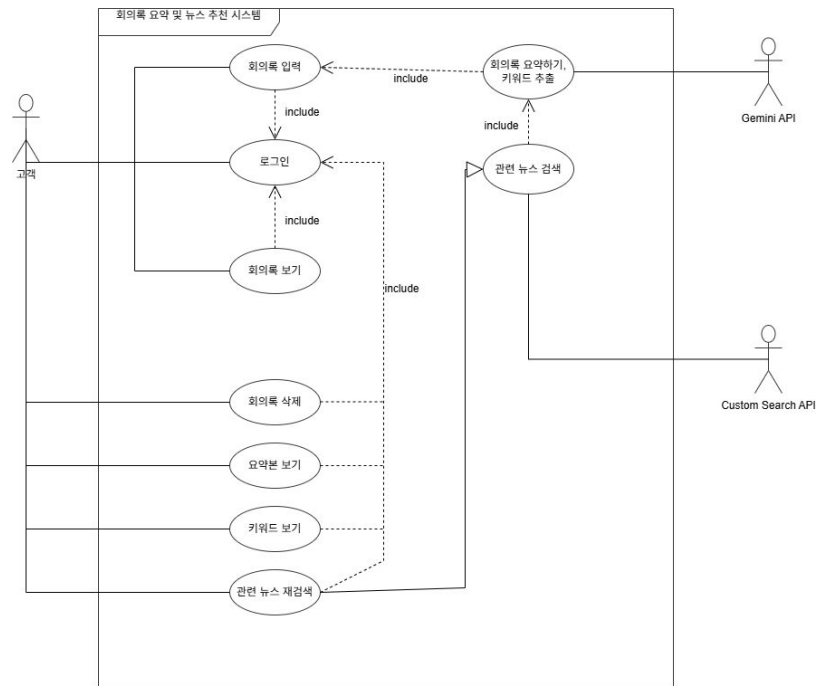 회의록 요약 및 뉴스 추천 시스템
회의록 입력
include
회의록 요약하기,
키워드 추출
Gemini API
include
include
고객
로그인
관련 뉴스 검색
include
회의록 보기
include
회의록 삭제
Custom Search API
요약본 보기
키워드 보기
관련 뉴스 재검색